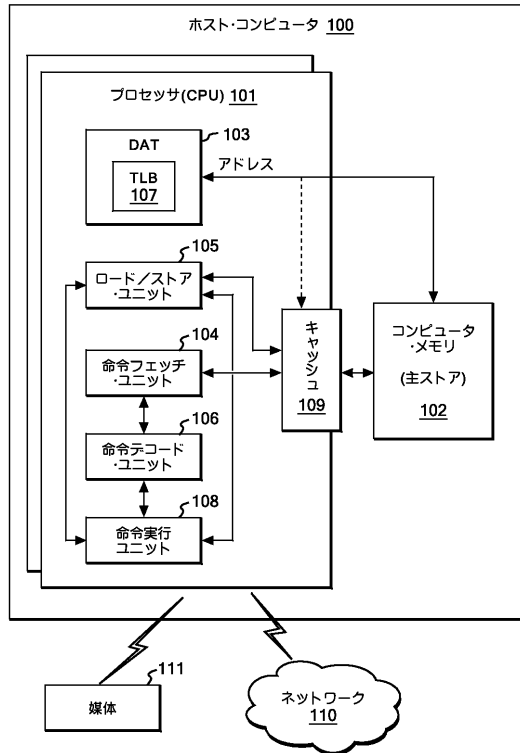 ホスト・コンピュータ 100
プロセッサ(CPU) 101
103
DAT
TLB
107
アドレス
105
ロード／ストア
・ユニット
104
命令フェッチ
・ユニット
106
命令デコード
・ユニット
108
命令実行
ユニット
キャッシュ
109
コンピュータ
・メモリ
(主ストア)
102
111
媒体
ネットワーク
110